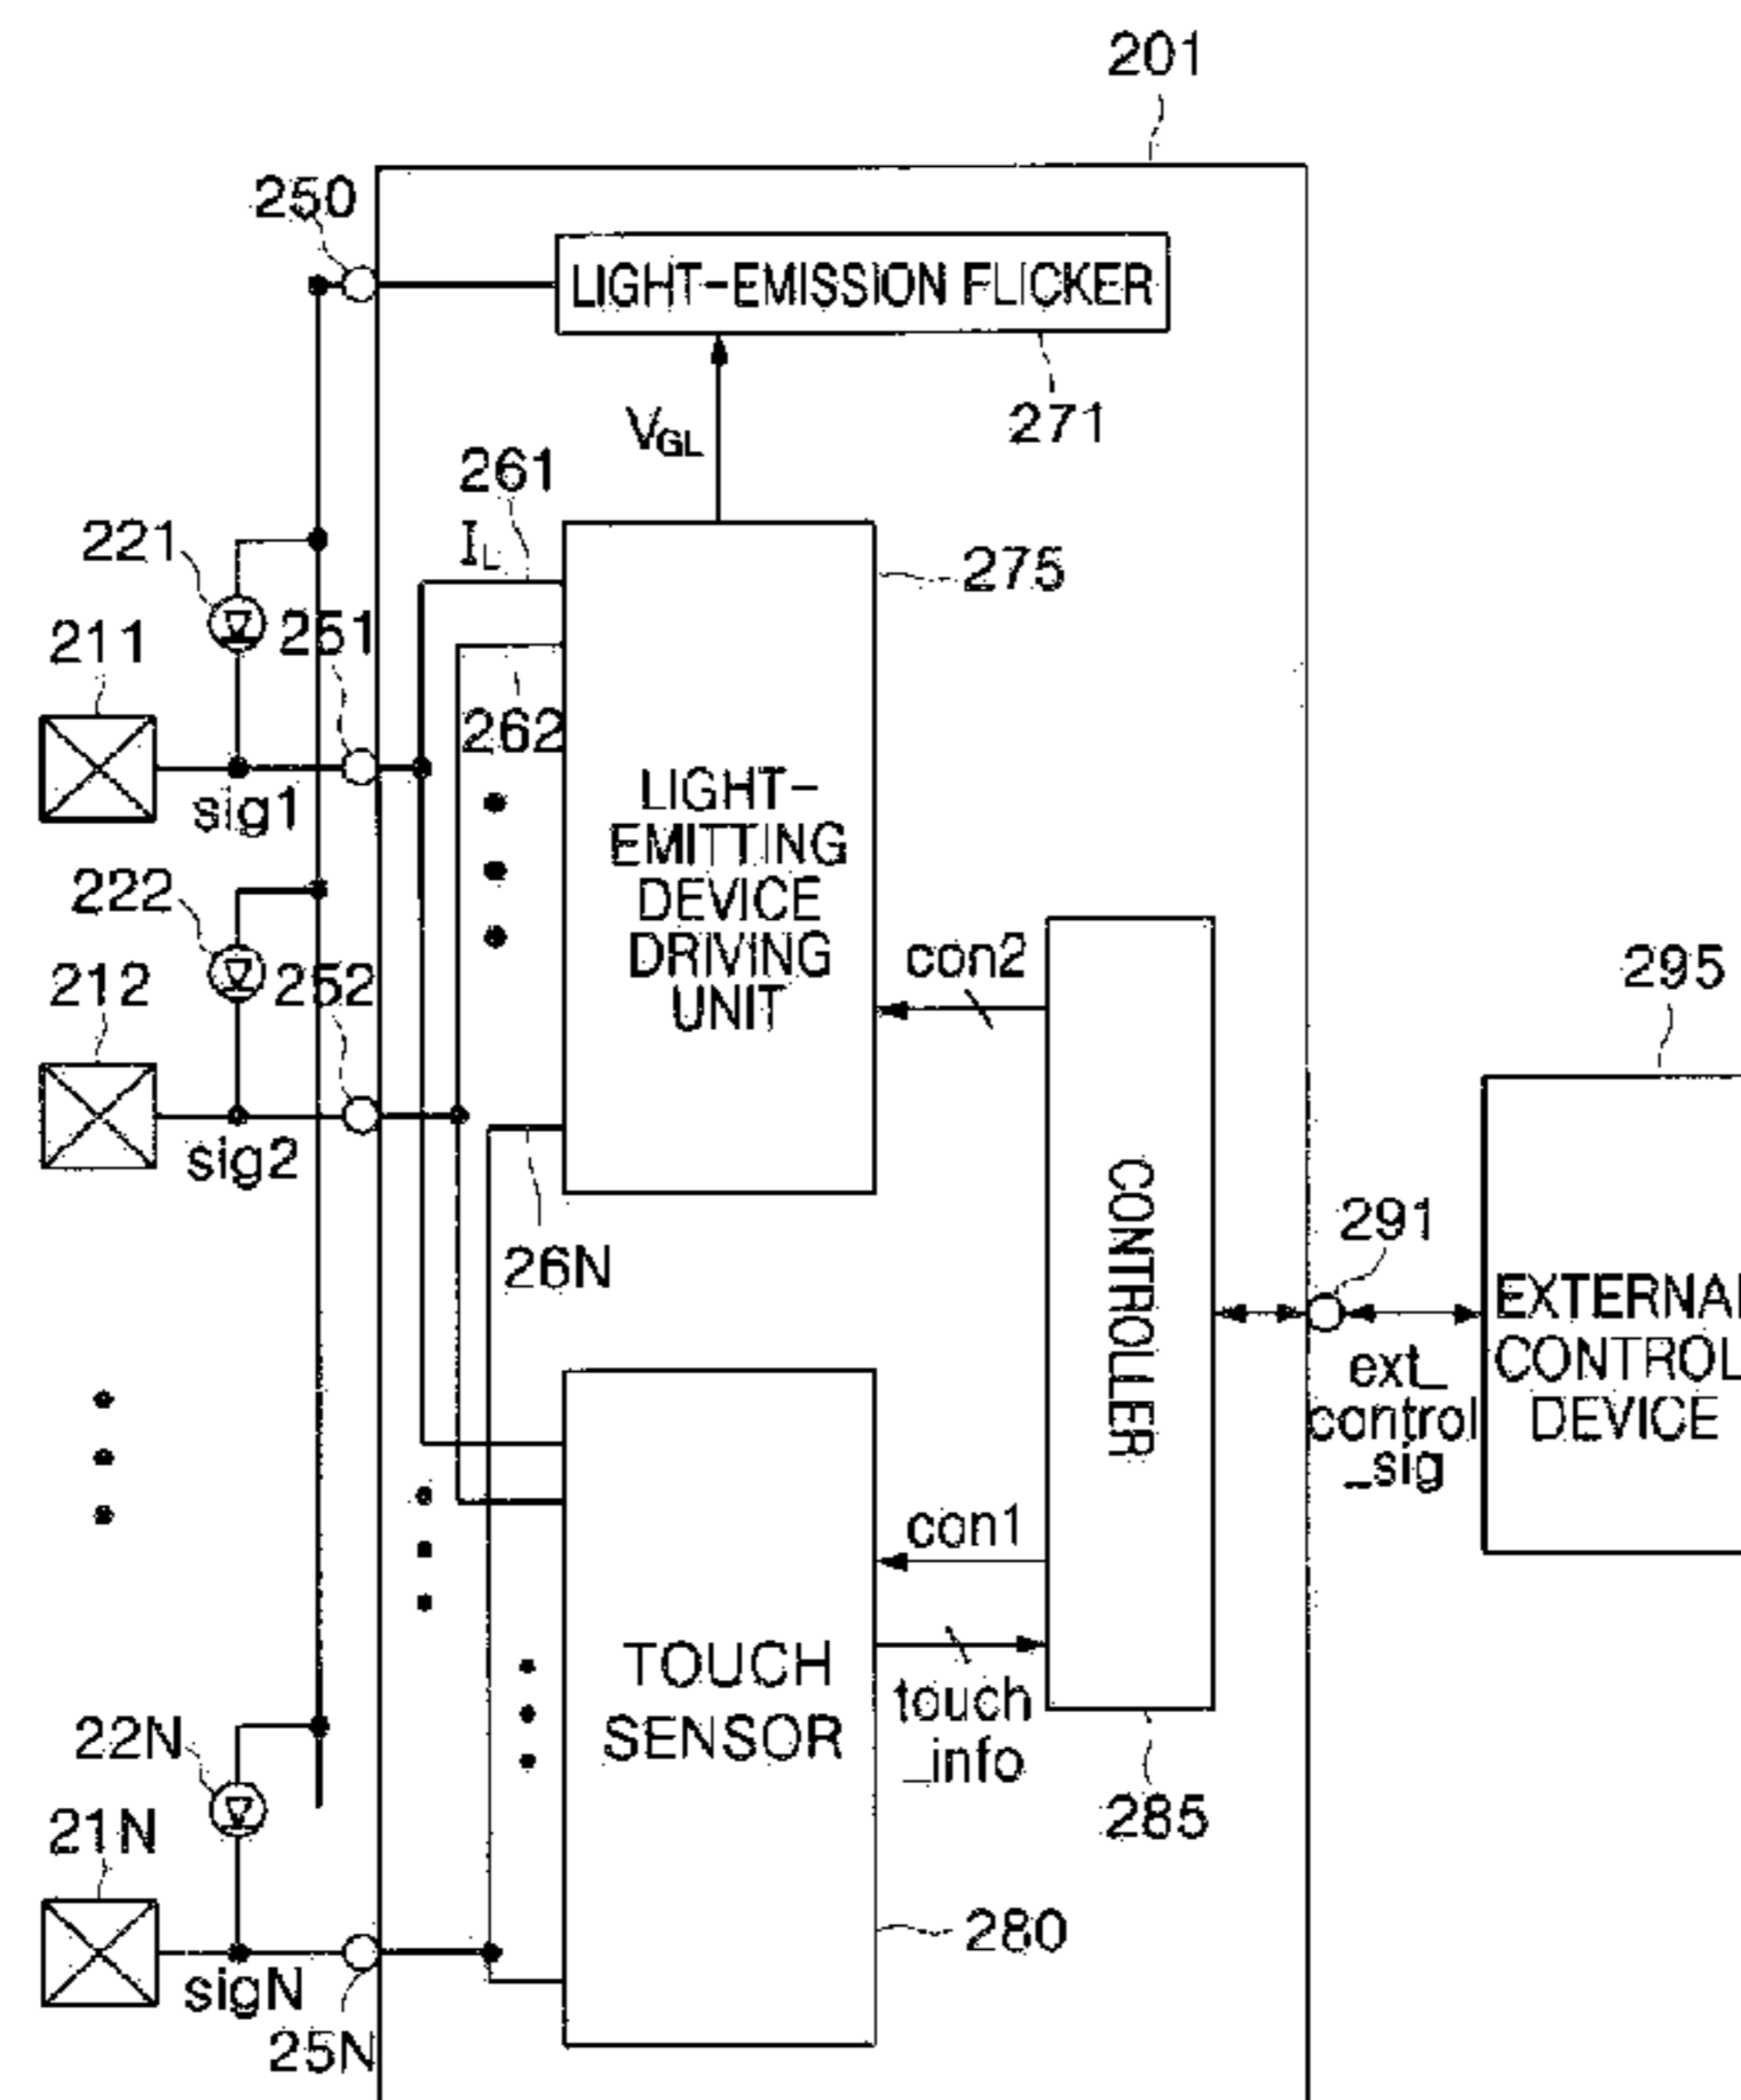 201
250
LIGHT-EMISSION FLICKER
271
VGL
261
IL
221
275
251
211
262
sig1
LIGHT-
EMITTING
DEVICE
DRIVING
UNIT
222
con2
295
212
252
sig2
CONTROLLER
291
26N
EXTERNAL
CONTROL
DEVICE
ext_
control
_sig
con1
TOUCH
SENSOR
touch
_info
22N
285
21N
280
sigN
25N